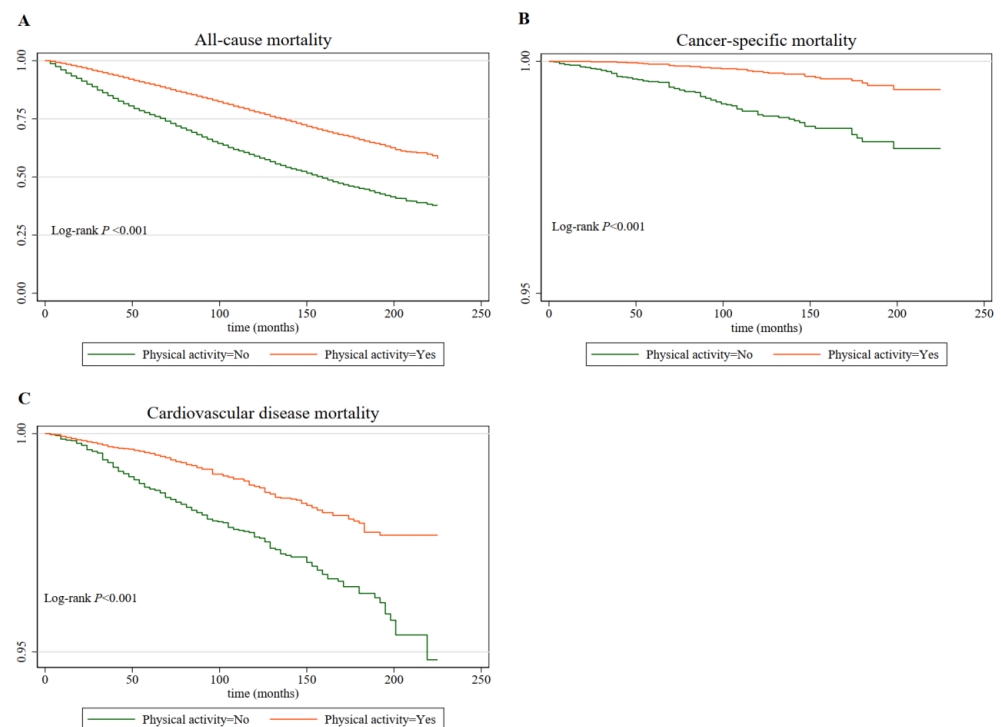 A
All-cause mortality
1.00
0.75
0.50
0.25
0.00
Log-rank P <0.001
0 50 100 150 200 250
time (months)
Physical activity=No Physical activity=Yes
B
Cancer-specific mortality
1.00
0.95
Log-rank P<0.001
0 50 100 150 200 250
time (months)
Physical activity=No Physical activity=Yes
C
Cardiovascular disease mortality
1.00
0.95
Log-rank P<0.001
0 50 100 150 200 250
time (months)
Physical activity=No Physical activity=Yes